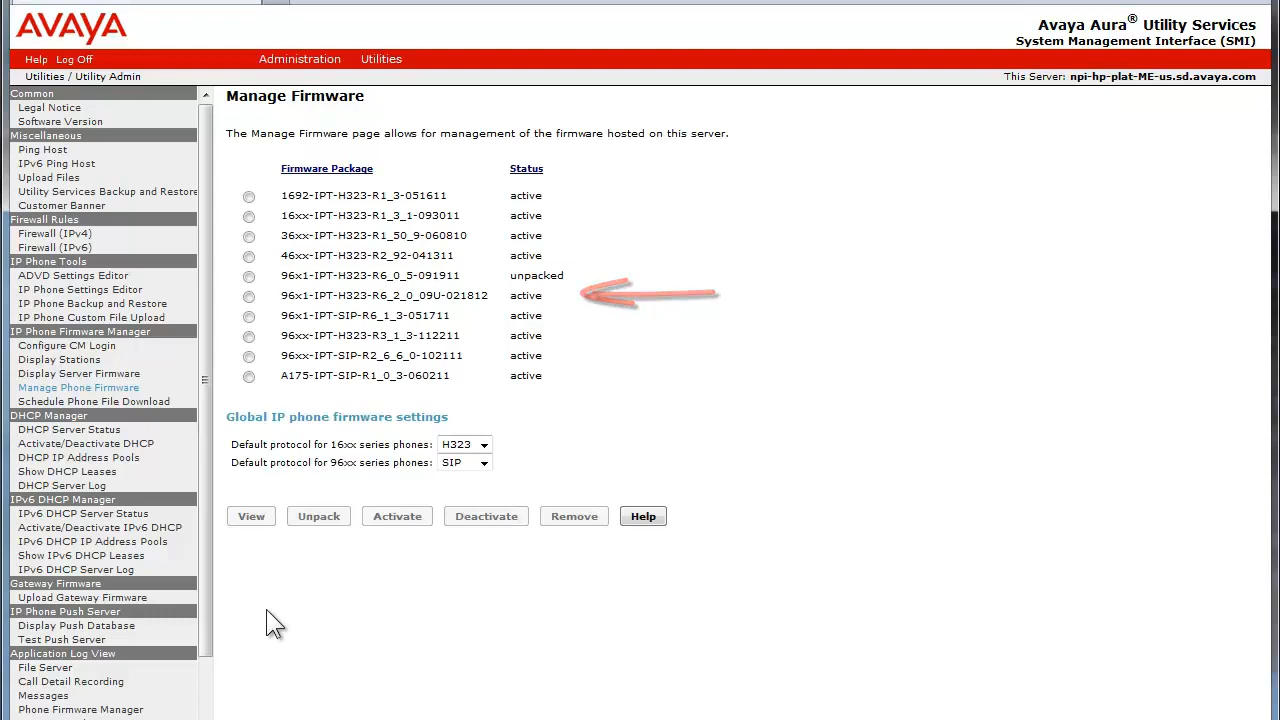 AVAYA
Avaya Aura® Utility Services
System Management Interface (SMI)
Help Log Off Administration Utilities
Utilities / Utility Admin This Server: npi-hp-plat-ME-us.sd.avaya.com
Common
Legal Notice
Software Version
Miscellaneous
Ping Host
IPv6 Ping Host
Upload Files
Utility Services Backup and Restore
Customer Banner
Firewall Rules
Firewall (IPv4)
Firewall (IPv6)
IP Phone Tools
ADVD Settings Editor
IP Phone Settings Editor
IP Phone Backup and Restore
IP Phone Custom File Upload
IP Phone Firmware Manager
Configure CM Login
Display Stations
Display Server Firmware
Manage Phone Firmware
Schedule Phone File Download
DHCP Manager
DHCP Server Status
Activate/Deactivate DHCP
DHCP IP Address Pools
Show DHCP Leases
DHCP Server Log
IPv6 DHCP Manager
IPv6 DHCP Server Status
Activate/Deactivate IPv6 DHCP
IPv6 DHCP IP Address Pools
Show IPv6 DHCP Leases
IPv6 DHCP Server Log
Gateway Firmware
Upload Gateway Firmware
IP Phone Push Server
Display Push Database
Test Push Server
Application Log View
File Server
Call Detail Recording
Messages
Phone Firmware Manager
Manage Firmware
The Manage Firmware page allows for management of the firmware hosted on this server.
Firmware Package Status
1692-IPT-H323-R1_3-051611 active
16xx-IPT-H323-R1_3_1-093011 active
36xx-IPT-H323-R1_50_9-060810 active
46xx-IPT-H323-R2_92-041311 active
96x1-IPT-H323-R6_0_5-091911 unpacked
96x1-IPT-H323-R6_2_0_09U-021812 active
96x1-IPT-SIP-R6_1_3-051711 active
96xx-IPT-H323-R3_1_3-112211 active
96xx-IPT-SIP-R2_6_6_0-102111 active
A175-IPT-SIP-R1_0_3-060211 active
Global IP phone firmware settings
Default protocol for 16xx series phones: H323
Default protocol for 96xx series phones: SIP
View Unpack Activate Deactivate Remove Help